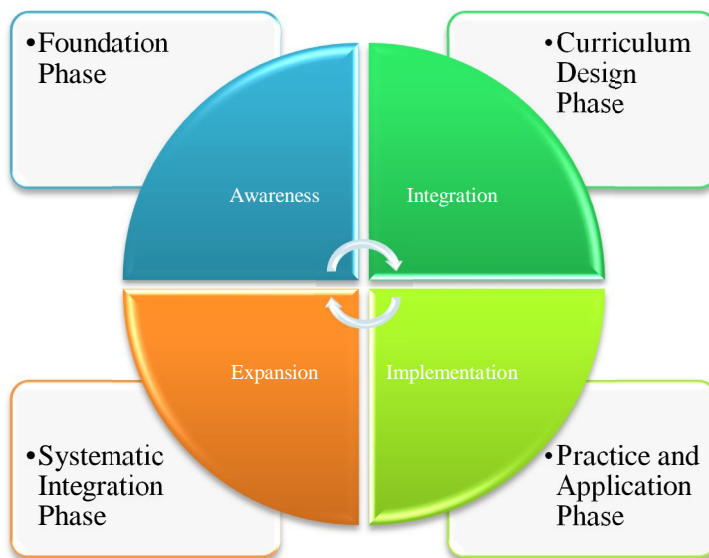 •Foundation
Phase
•Curriculum
Design
Phase
Awareness
Integration
Expansion
Implementation
•Systematic
Integration
Phase
•Practice and
Application
Phase